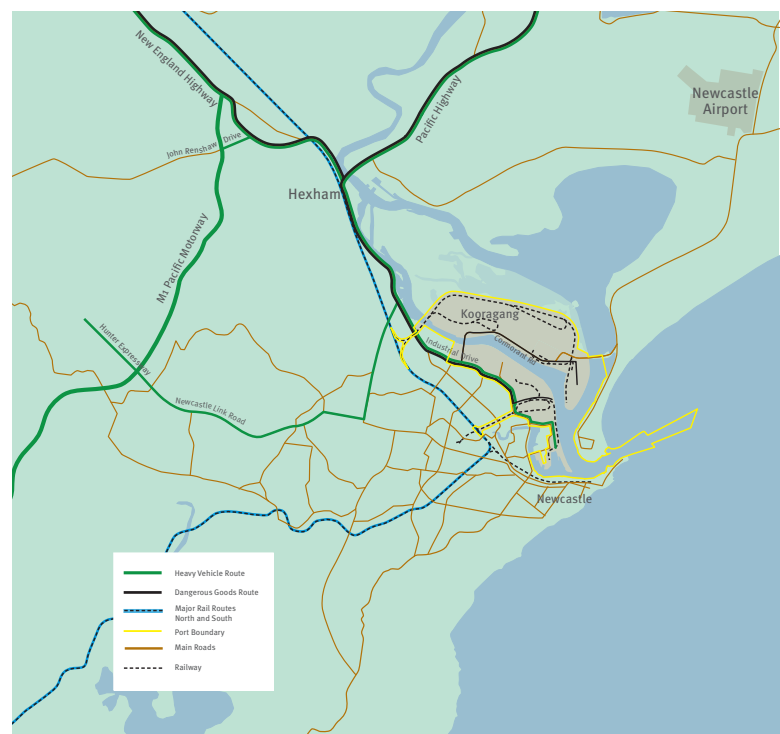 New England Highway
Pacific Highway
Newcastle
Airport
John Renshaw Drive
Hexham
M1 Pacific Motorway
Kooragang
Hunter Expressway
Industrial Drive
Cormorant Rd
Newcastle Link Road
Newcastle
Heavy Vehicle Route
Dangerous Goods Route
Major Rail Routes
North and South
Port Boundary
Main Roads
Railway